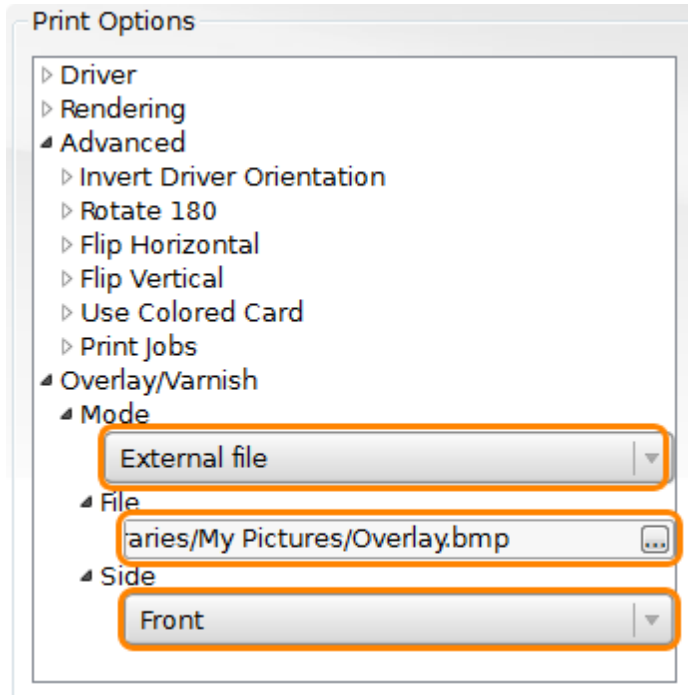 Print Options
Driver
Rendering
Advanced
Invert Driver Orientation
Rotate 180
Flip Horizontal
Flip Vertical
Use Colored Card
Print Jobs
Overlay/Varnish
Mode
External file
File
raries/My Pictures/Overlay.bmp
...
Side
Front